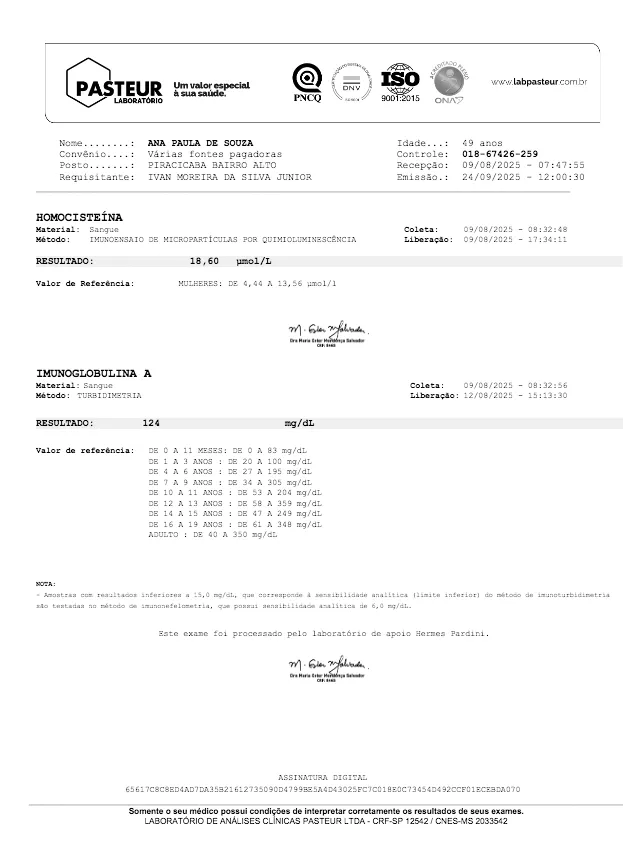 PASTEUR
LABORATÓRIO
Um valor especial
à sua saúde.
PNCQ
DNV
ISO
9001:2015
ACREDITADO PLENO
ONA
www.labpasteur.com.br
Nome........: ANA PAULA DE SOUZA Idade...: 49 anos
Convênio....: Várias fontes pagadoras Controle: 018-67426-259
Posto.......: PIRACICABA BAIRRO ALTO Recepção: 09/08/2025 - 07:47:55
Requisitante: IVAN MOREIRA DA SILVA JUNIOR Emissão.: 24/09/2025 - 12:00:30
HOMOCISTEÍNA
Material: Sangue Coleta: 09/08/2025 - 08:32:48
Método: IMUNOENSAIO DE MICROPARTÍCULAS POR QUIMIOLUMINESCÊNCIA Liberação: 09/08/2025 - 17:34:11
RESULTADO: 18,60 µmol/L
Valor de Referência: MULHERES: DE 4,44 A 13,56 µmol/l
M. Ester Salvador
Dra Maria Ester Mendonça Salvador
IMUNOGLOBULINA A
Material: Sangue Coleta: 09/08/2025 - 08:32:56
Método: TURBIDIMETRIA Liberação: 12/08/2025 - 15:13:30
RESULTADO: 124 mg/dL
Valor de referência: DE 0 A 11 MESES: DE 0 A 83 mg/dL
DE 1 A 3 ANOS : DE 20 A 100 mg/dL
DE 4 A 6 ANOS : DE 27 A 195 mg/dL
DE 7 A 9 ANOS : DE 34 A 305 mg/dL
DE 10 A 11 ANOS : DE 53 A 204 mg/dL
DE 12 A 13 ANOS : DE 58 A 359 mg/dL
DE 14 A 15 ANOS : DE 47 A 249 mg/dL
DE 16 A 19 ANOS : DE 61 A 348 mg/dL
ADULTO : DE 40 A 350 mg/dL
NOTA:
- Amostras com resultados inferiores a 15,0 mg/dL, que corresponde à sensibilidade analítica (limite inferior) do método de imunoturbidimetria
são testadas no método de imunonefelometria, que possui sensibilidade analítica de 6,0 mg/dL.
Este exame foi processado pelo laboratório de apoio Hermes Pardini.
M. Ester Salvador
Dra Maria Ester Mendonça Salvador
ASSINATURA DIGITAL
65617C8C8ED4AD7DA35B21612735090D4799BE5A4D43025FC7C018E0C73454D492CCF01ECEBDA070
Somente o seu médico possui condições de interpretar corretamente os resultados de seus exames.
LABORATÓRIO DE ANÁLISES CLÍNICAS PASTEUR LTDA - CRF-SP 12542 / CNES-MS 2033542